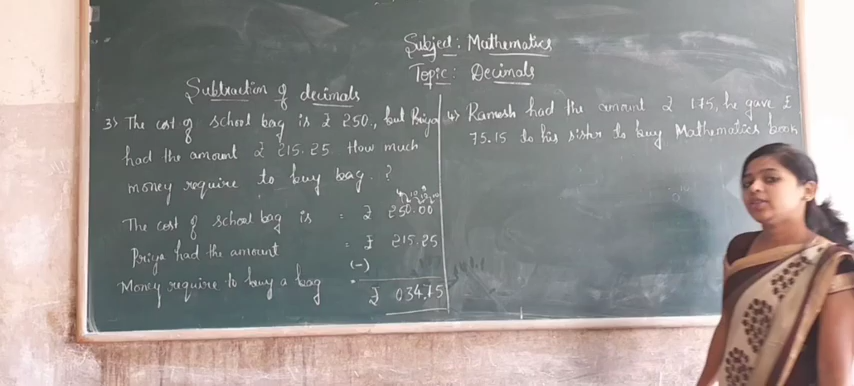 Subject: Mathematics
Topic: Decimals
Subtraction of decimals
3) The cost of school bag is ₹ 250, but Priya
had the amount ₹ 215.25. How much
money require to buy bag. ?
The cost of school bag is = ₹ 250.00
Priya had the amount = ₹ 215.25
(-)
Money require to buy a bag ₹ 034.75
4) Ramesh had the amount ₹ 175, he gave ₹
75.15 to his sister to buy Mathematics book